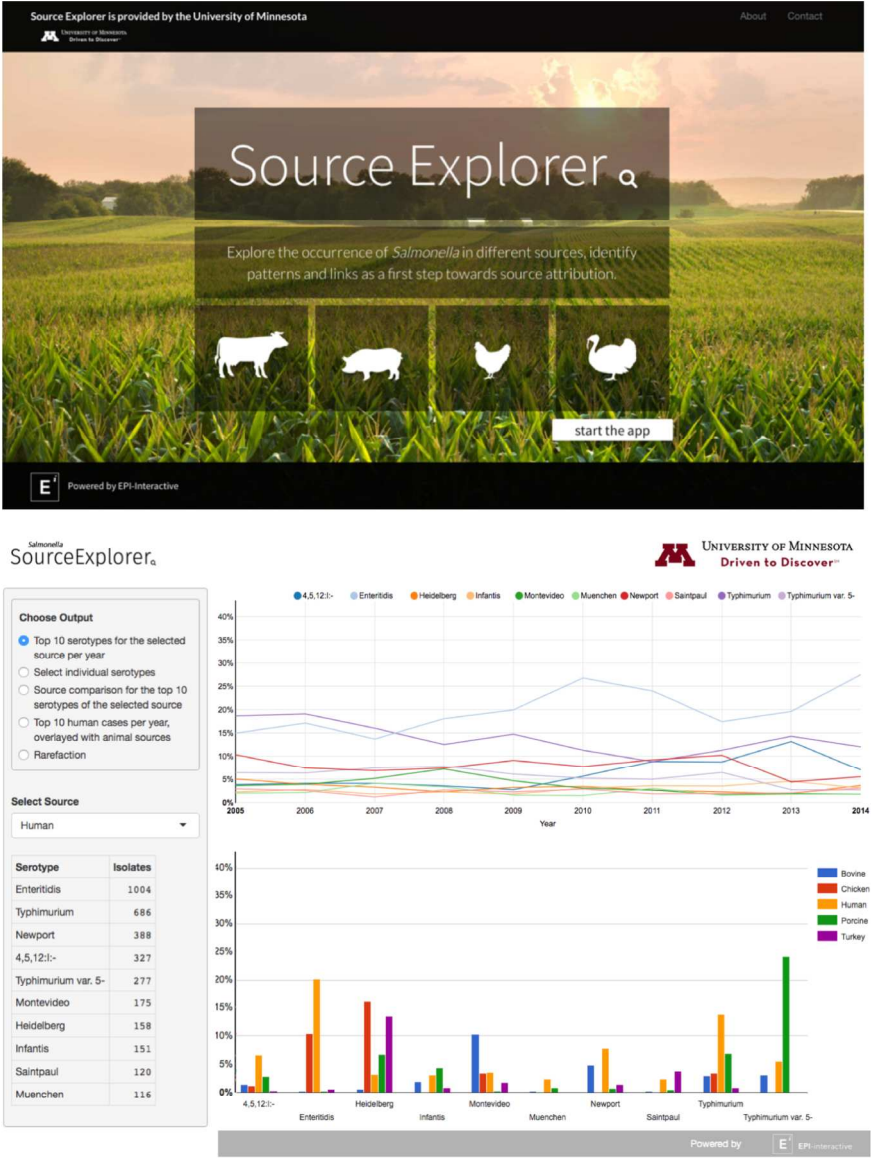 Source Explorer is provided by the University of Minnesota
About Contact
UNIVERSITY OF MINNESOTA
Driven to Discover
Source Explorer
Explore the occurrence of Salmonella in different sources, identify
patterns and links as a first step towards source attribution.
start the app
E i Powered by EPI-Interactive
Salmonella
SourceExplorer
UNIVERSITY OF MINNESOTA
Driven to Discover
Choose Output
Top 10 serotypes for the selected
source per year
Select individual serotypes
Source comparison for the top 10
serotypes of the selected source
Top 10 human cases per year,
overlayed with animal sources
Rarefaction
Select Source
Human
Serotype Isolates
Enteritidis 1004
Typhimurium 686
Newport 388
4,5,12:I:- 327
Typhimurium var. 5- 277
Montevideo 175
Heidelberg 158
Infantis 151
Saintpaul 120
Muenchen 116
4,5,12:I:- Enteritidis Heidelberg Infantis Montevideo Muenchen Newport Saintpaul Typhimurium Typhimurium var. 5-
40%
35%
30%
25%
20%
15%
10%
5%
0%
2005 2006 2007 2008 2009 2010 2011 2012 2013 2014
Year
40%
35%
30%
25%
20%
15%
10%
5%
0%
Bovine
Chicken
Human
Porcine
Turkey
4,5,12:I:- Heidelberg Montevideo Newport Typhimurium
Enteritidis Infantis Muenchen Saintpaul Typhimurium var. 5-
Powered by E i EPI-interactive